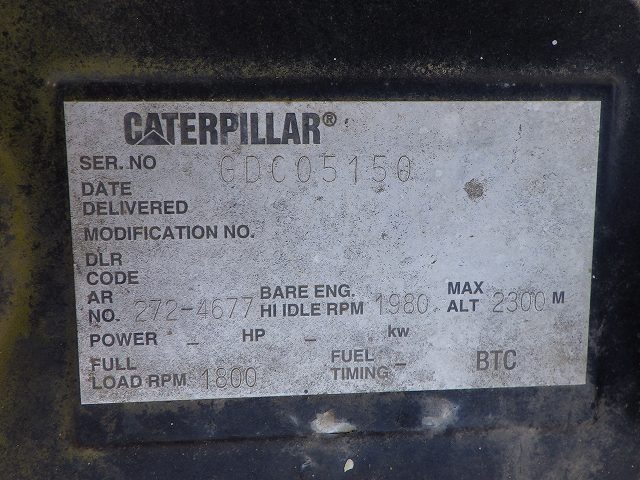 CATERPILLAR®
SER. NO GDC05150
DATE
DELIVERED
MODIFICATION NO.
DLR
CODE
AR
NO. 272-4677 BARE ENG. HI IDLE RPM 1980 MAX ALT 2300 M
POWER – HP – kw
FULL
LOAD RPM 1800 FUEL TIMING – BTC